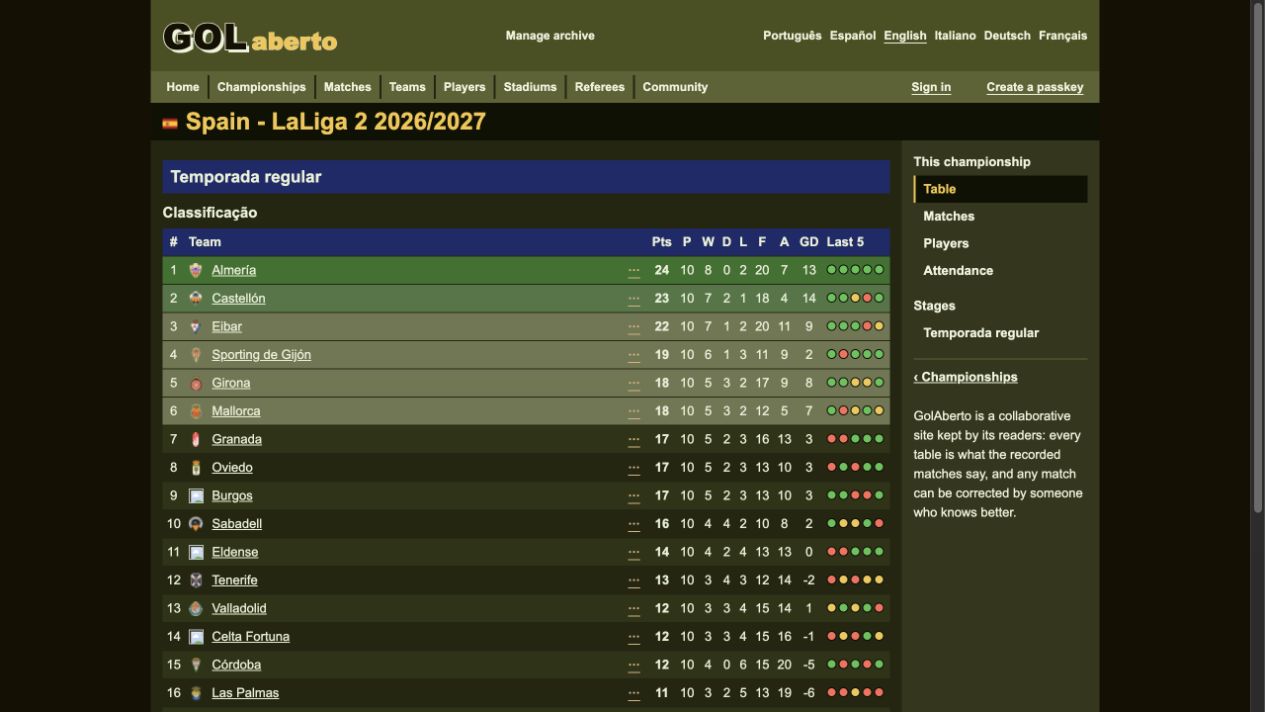 GOL aberto
Manage archive
Português Español English Italiano Deutsch Français
Home Championships Matches Teams Players Stadiums Referees Community
Sign in Create a passkey
Spain - LaLiga 2 2026/2027
Temporada regular
Classificação
# Team Pts P W D L F A GD Last 5
1 Almería ... 24 10 8 0 2 20 7 13
2 Castellón ... 23 10 7 2 1 18 4 14
3 Eibar ... 22 10 7 1 2 20 11 9
4 Sporting de Gijón ... 19 10 6 1 3 11 9 2
5 Girona ... 18 10 5 3 2 17 9 8
6 Mallorca ... 18 10 5 3 2 12 5 7
7 Granada ... 17 10 5 2 3 16 13 3
8 Oviedo ... 17 10 5 2 3 13 10 3
9 Burgos ... 17 10 5 2 3 13 10 3
10 Sabadell ... 16 10 4 4 2 10 8 2
11 Eldense ... 14 10 4 2 4 13 13 0
12 Tenerife ... 13 10 3 4 3 12 14 -2
13 Valladolid ... 12 10 3 3 4 15 14 1
14 Celta Fortuna ... 12 10 3 3 4 15 16 -1
15 Córdoba ... 12 10 4 0 6 15 20 -5
16 Las Palmas ... 11 10 3 2 5 13 19 -6
This championship
Table
Matches
Players
Attendance
Stages
Temporada regular
‹ Championships
GolAberto is a collaborative
site kept by its readers: every
table is what the recorded
matches say, and any match
can be corrected by someone
who knows better.